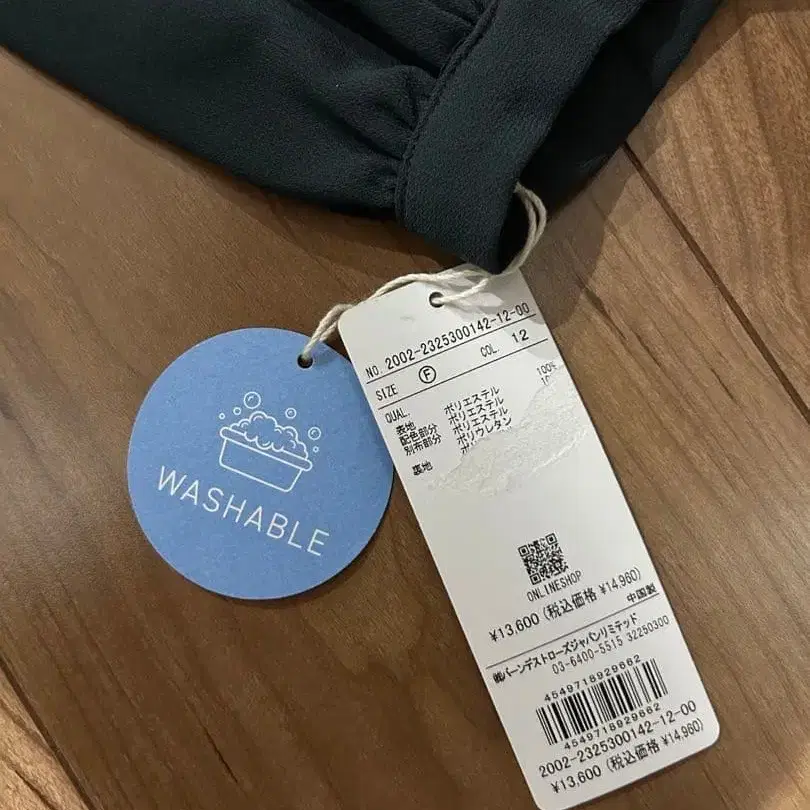 WASHABLE
NO. 2002-2325300142-12-00
SIZE Ⓕ COL. 12
QUAL.
表地 ポリエステル 100%
配色部分 ポリエステル
別布部分 ポリエステル
ポリウレタン
裏地
ONLINESHOP
¥13,600 (税込価格 ¥14,960)
中国製
㈱バーンデストローズジャパンリミテッド
03-6400-5515 32250300
4549718929662
4549718929662
2002-2325300142-12-00
¥13,600 (税込価格 ¥14,960)